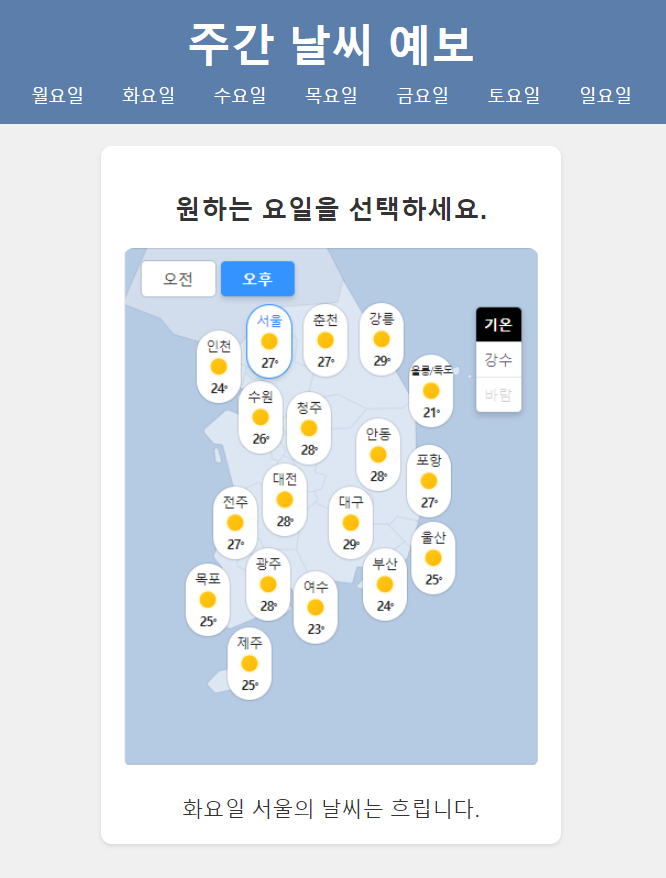 주간 날씨 예보
월요일 화요일 수요일 목요일 금요일 토요일 일요일
원하는 요일을 선택하세요.
오전 오후
서울
27°
춘천
27°
강릉
29°
기온
강수
바람
인천
24°
울릉/독도
21°
수원
26°
청주
28°
안동
28°
포항
27°
대전
28°
전주
27°
대구
29°
울산
25°
목포
25°
광주
28°
여수
23°
부산
24°
제주
25°
화요일 서울의 날씨는 흐립니다.